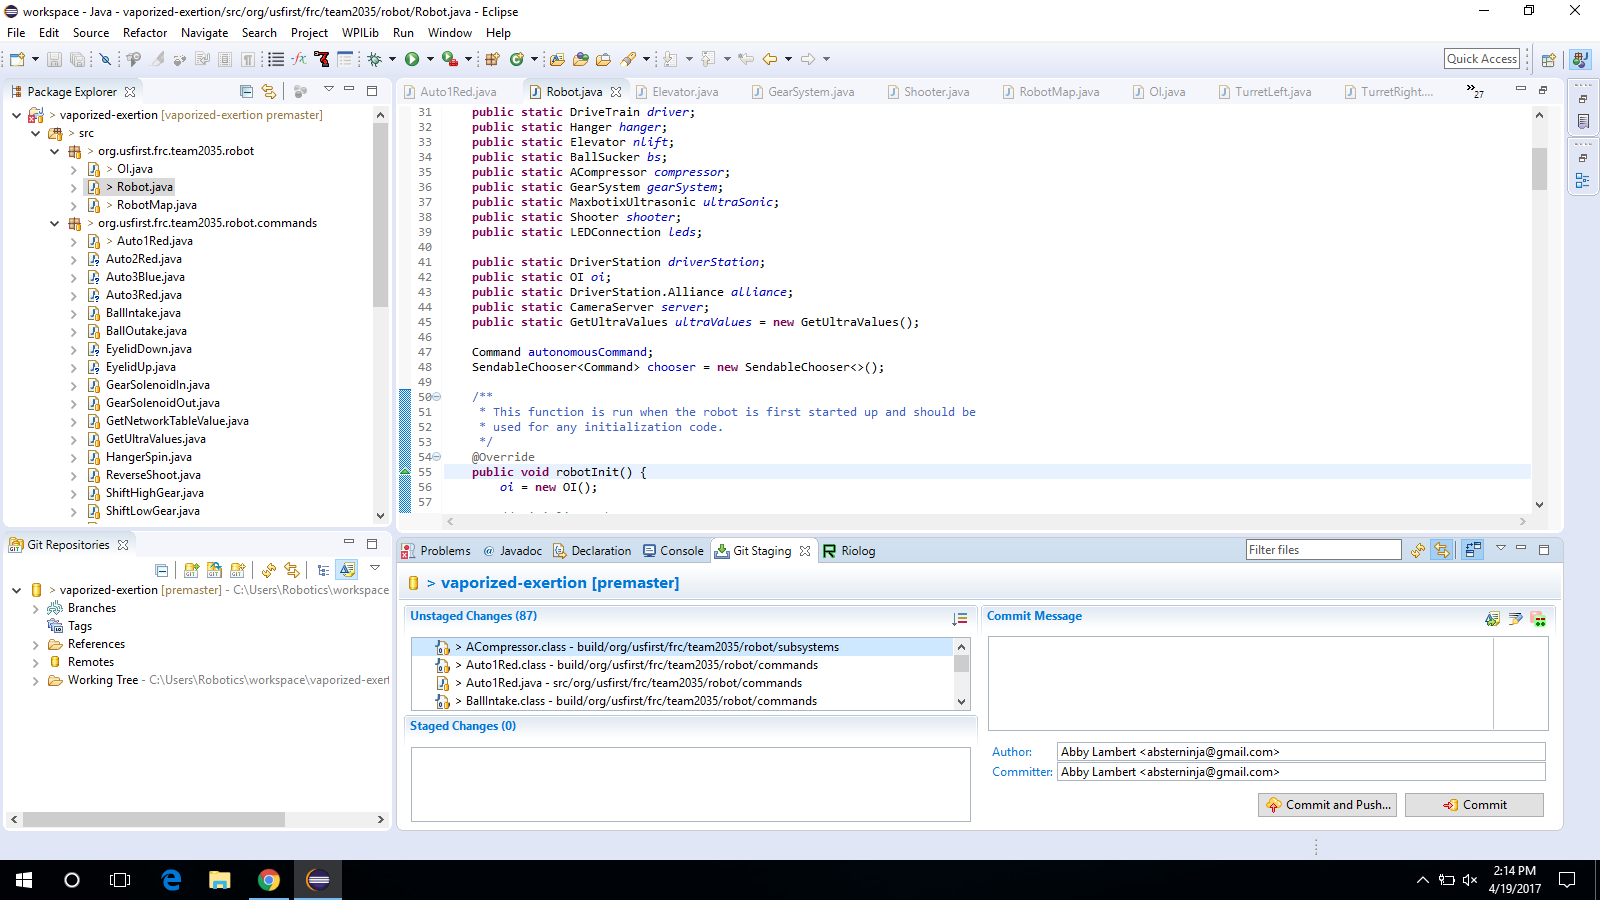 workspace - Java - vaporized-exertion/src/org/usfirst/frc/team2035/robot/Robot.java - Eclipse
File Edit Source Refactor Navigate Search Project WPILib Run Window Help
Quick Access
Package Explorer
> vaporized-exertion [vaporized-exertion premaster]
> src
> org.usfirst.frc.team2035.robot
> OI.java
> Robot.java
> RobotMap.java
> org.usfirst.frc.team2035.robot.commands
> Auto1Red.java
Auto2Red.java
Auto3Blue.java
Auto3Red.java
BallIntake.java
BallOutake.java
EyelidDown.java
EyelidUp.java
GearSolenoidIn.java
GearSolenoidOut.java
GetNetworkTableValue.java
GetUltraValues.java
HangerSpin.java
ReverseShoot.java
ShiftHighGear.java
ShiftLowGear.java
Auto1Red.java Robot.java Elevator.java GearSystem.java Shooter.java RobotMap.java OI.java TurretLeft.java TurretRight.... »27
31 public static DriveTrain driver;
32 public static Hanger hanger;
33 public static Elevator nlift;
34 public static BallSucker bs;
35 public static ACompressor compressor;
36 public static GearSystem gearSystem;
37 public static MaxbotixUltrasonic ultraSonic;
38 public static Shooter shooter;
39 public static LEDConnection leds;
40
41 public static DriverStation driverStation;
42 public static OI oi;
43 public static DriverStation.Alliance alliance;
44 public static CameraServer server;
45 public static GetUltraValues ultraValues = new GetUltraValues();
46
47 Command autonomousCommand;
48 SendableChooser<Command> chooser = new SendableChooser<>();
49
50 /**
51 * This function is run when the robot is first started up and should be
52 * used for any initialization code.
53 */
54 @Override
55 public void robotInit() {
56 oi = new OI();
57
Git Repositories
> vaporized-exertion [premaster] - C:\Users\Robotics\workspace
Branches
Tags
References
Remotes
Working Tree - C:\Users\Robotics\workspace\vaporized-exert
Problems @ Javadoc Declaration Console Git Staging Riolog
Filter files
> vaporized-exertion [premaster]
Unstaged Changes (87)
> ACompressor.class - build/org/usfirst/frc/team2035/robot/subsystems
> Auto1Red.class - build/org/usfirst/frc/team2035/robot/commands
> Auto1Red.java - src/org/usfirst/frc/team2035/robot/commands
> BallIntake.class - build/org/usfirst/frc/team2035/robot/commands
Staged Changes (0)
Commit Message
Author: Abby Lambert <absterninja@gmail.com>
Committer: Abby Lambert <absterninja@gmail.com>
Commit and Push... Commit
2:14 PM
4/19/2017